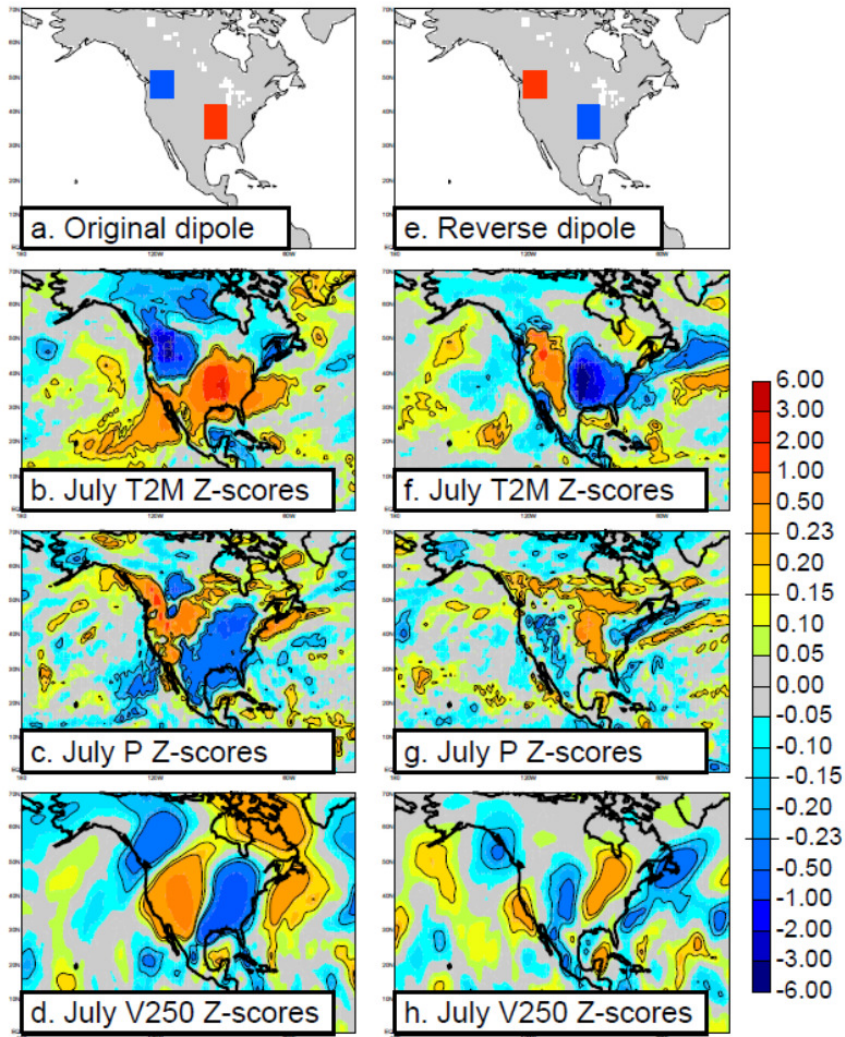 a. Original dipole
e. Reverse dipole
b. July T2M Z-scores
f. July T2M Z-scores
c. July P Z-scores
g. July P Z-scores
d. July V250 Z-scores
h. July V250 Z-scores
6.00
3.00
2.00
1.00
0.50
0.23
0.20
0.15
0.10
0.05
0.00
-0.05
-0.10
-0.15
-0.20
-0.23
-0.50
-1.00
-2.00
-3.00
-6.00